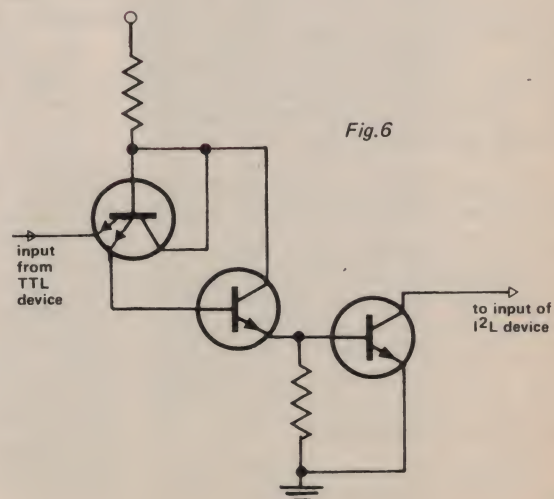 Fig.6
input
from
TTL
device
to input of
I²L device